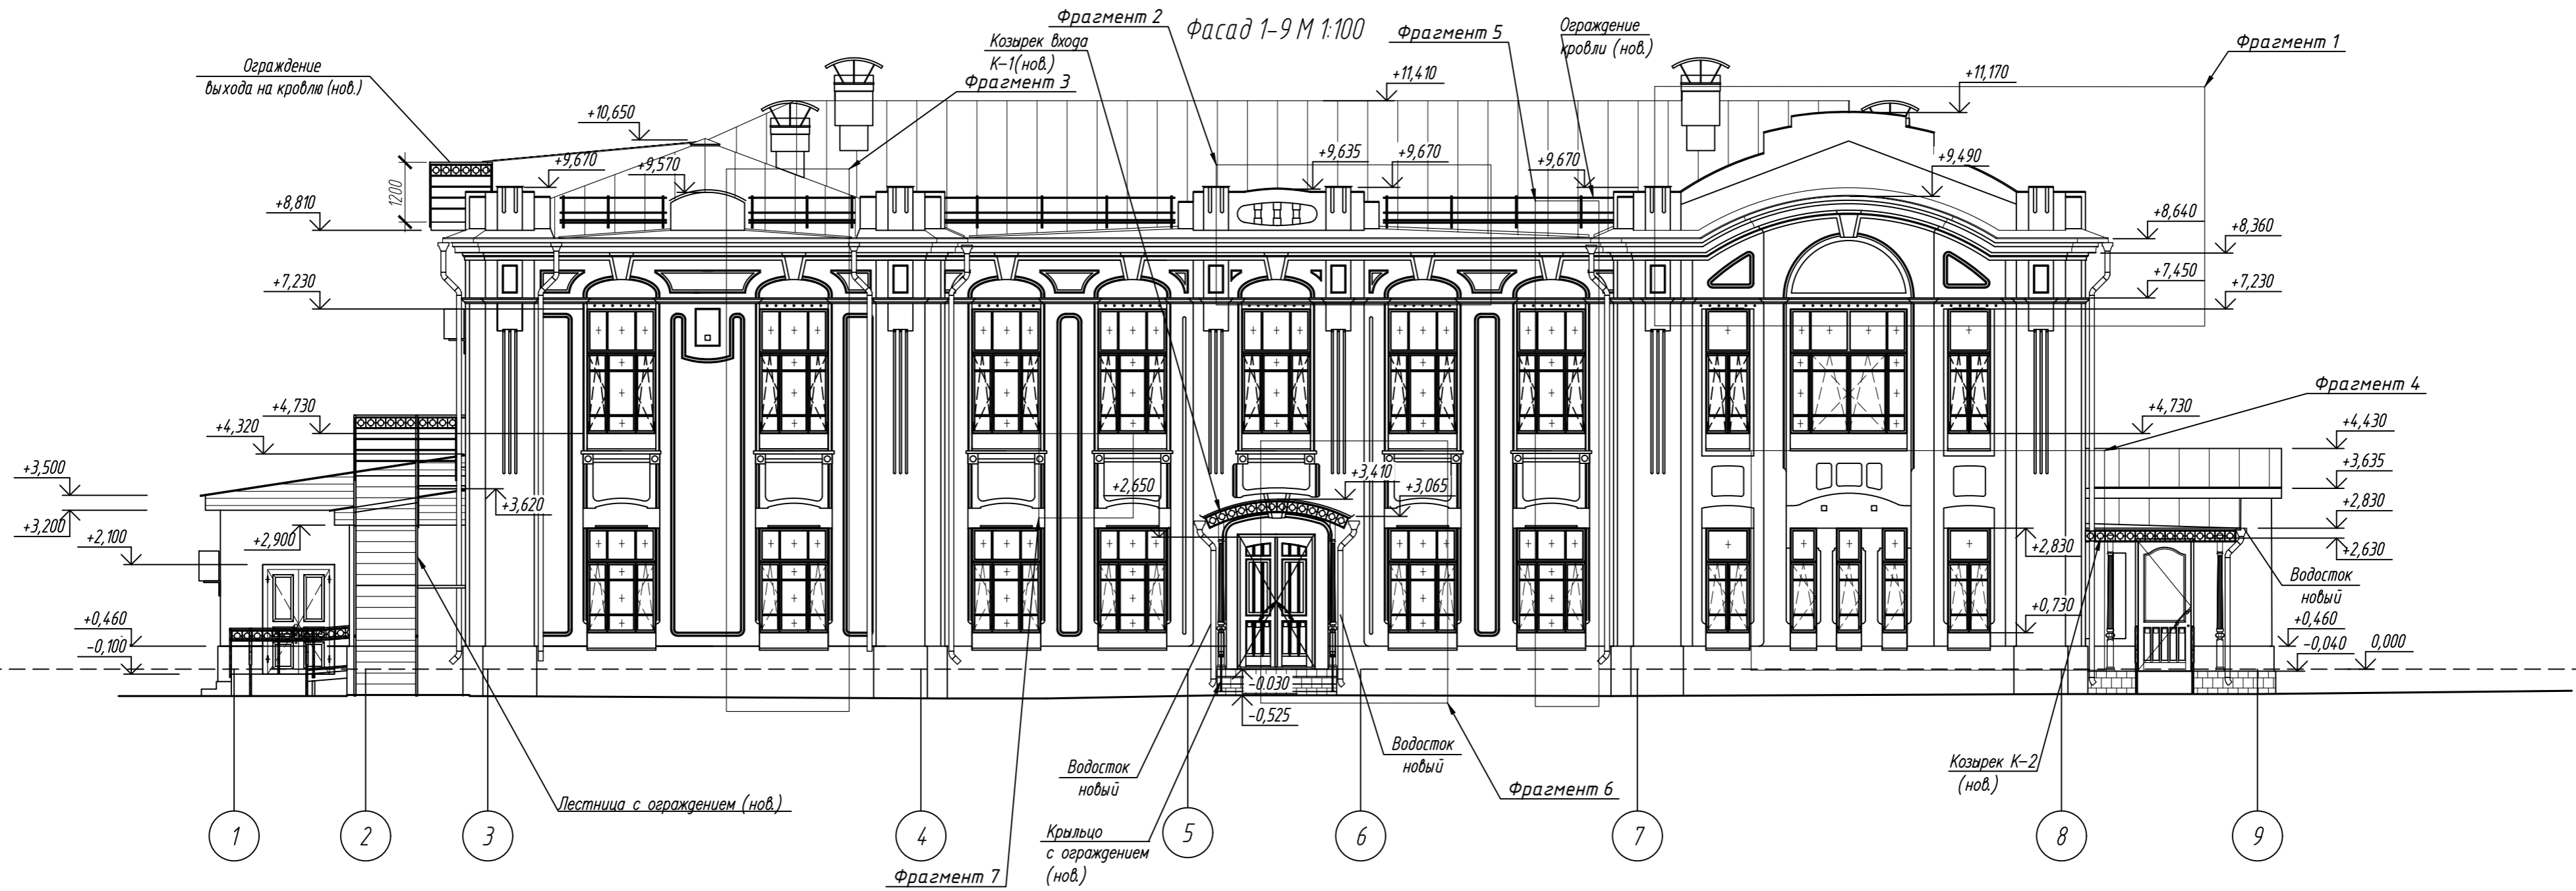 Фасад 1-9 М 1:100
Фрагмент 2
Козырек входа
К-1(нов.)
Фрагмент 3
Фрагмент 5
Ограждение
кровли (нов.)
Фрагмент 1
Ограждение
выхода на кровлю (нов.)
+11,410
+11,170
+10,650
+9,670
+9,570
+9,635
+9,670
+9,670
+9,490
1200
+8,810
+8,640
+8,360
+7,450
+7,230
+7,230
Фрагмент 4
+4,730
+4,320
+4,730
+4,430
+3,500
+3,635
+3,410
+3,065
+2,650
+3,620
+2,830
+3,200
+2,100
+2,900
+2,830
+2,630
Водосток
новый
+0,460
-0,100
+0,730
+0,460
-0,040
0,000
-0.030
-0,525
Водосток
новый
Водосток
новый
Козырек К-2
(нов.)
Фрагмент 6
Лестница с ограждением (нов.)
Крыльцо
с ограждением
(нов.)
Фрагмент 7
1
2
3
4
5
6
7
8
9